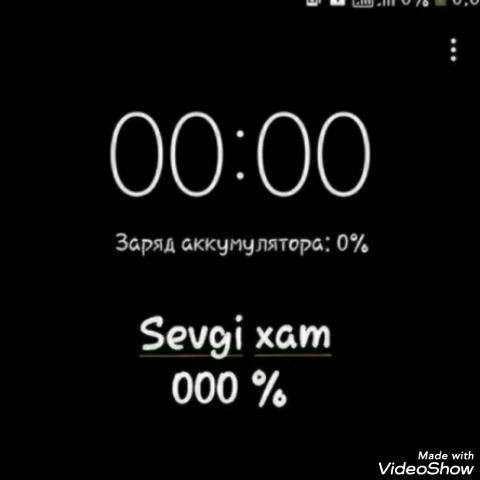 00:00
Заряд аккумулятора: 0%
Sevgi xam
000 %
Made with
VideoShow